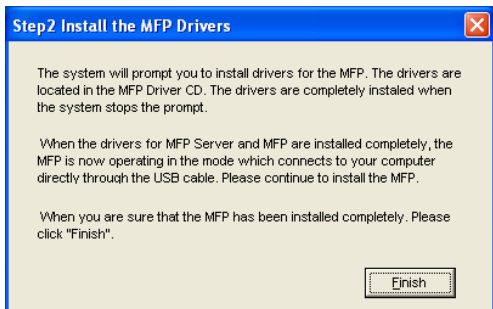 Step2 Install the MFP Drivers
The system will prompt you to install drivers for the MFP. The drivers are
located in the MFP Driver CD. The drivers are completely instaled when
the system stops the prompt.
When the drivers for MFP Server and MFP are installed completely, the
MFP is now operating in the mode which connects to your computer
directly through the USB cable. Please continue to install the MFP.
When you are sure that the MFP has been installed completely. Please
click "Finish".
Finish